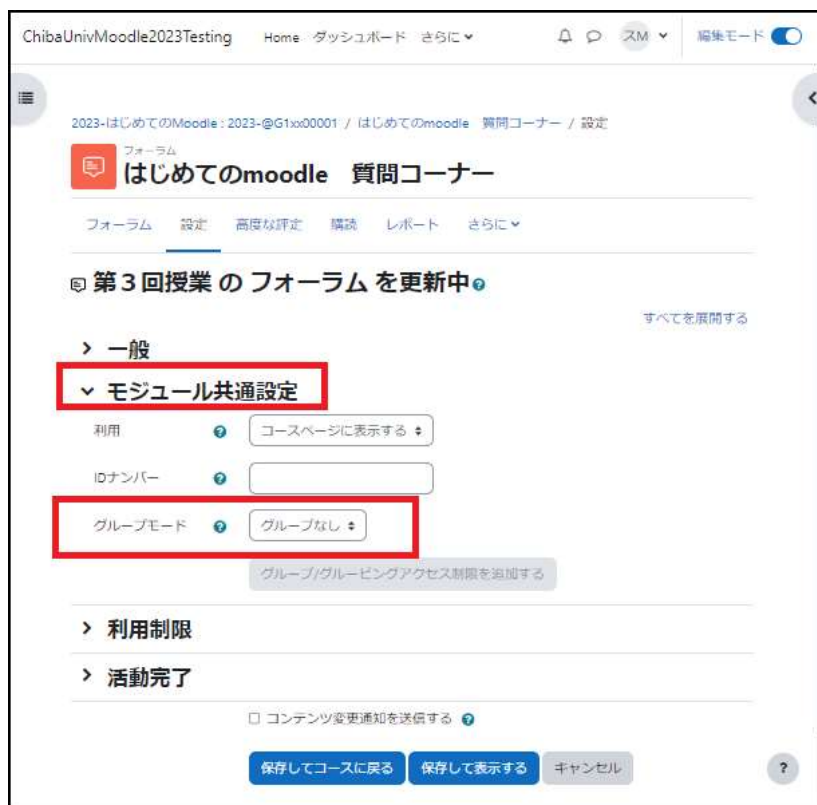 ChibaUnivMoodle2023Testing Home ダッシュボード さらに スM 編集モード
2023-はじめてのMoodle : 2023-@G1xx00001 / はじめてのmoodle　質問コーナー / 設定
フォーラム
はじめてのmoodle　質問コーナー
フォーラム 設定 高度な評定 購読 レポート さらに
第３回授業 の フォーラム を更新中
すべてを展開する
一般
モジュール共通設定
利用 コースページに表示する
IDナンバー
グループモード グループなし
グループ/グルーピングアクセス制限を追加する
利用制限
活動完了
コンテンツ変更通知を送信する
保存してコースに戻る 保存して表示する キャンセル ?